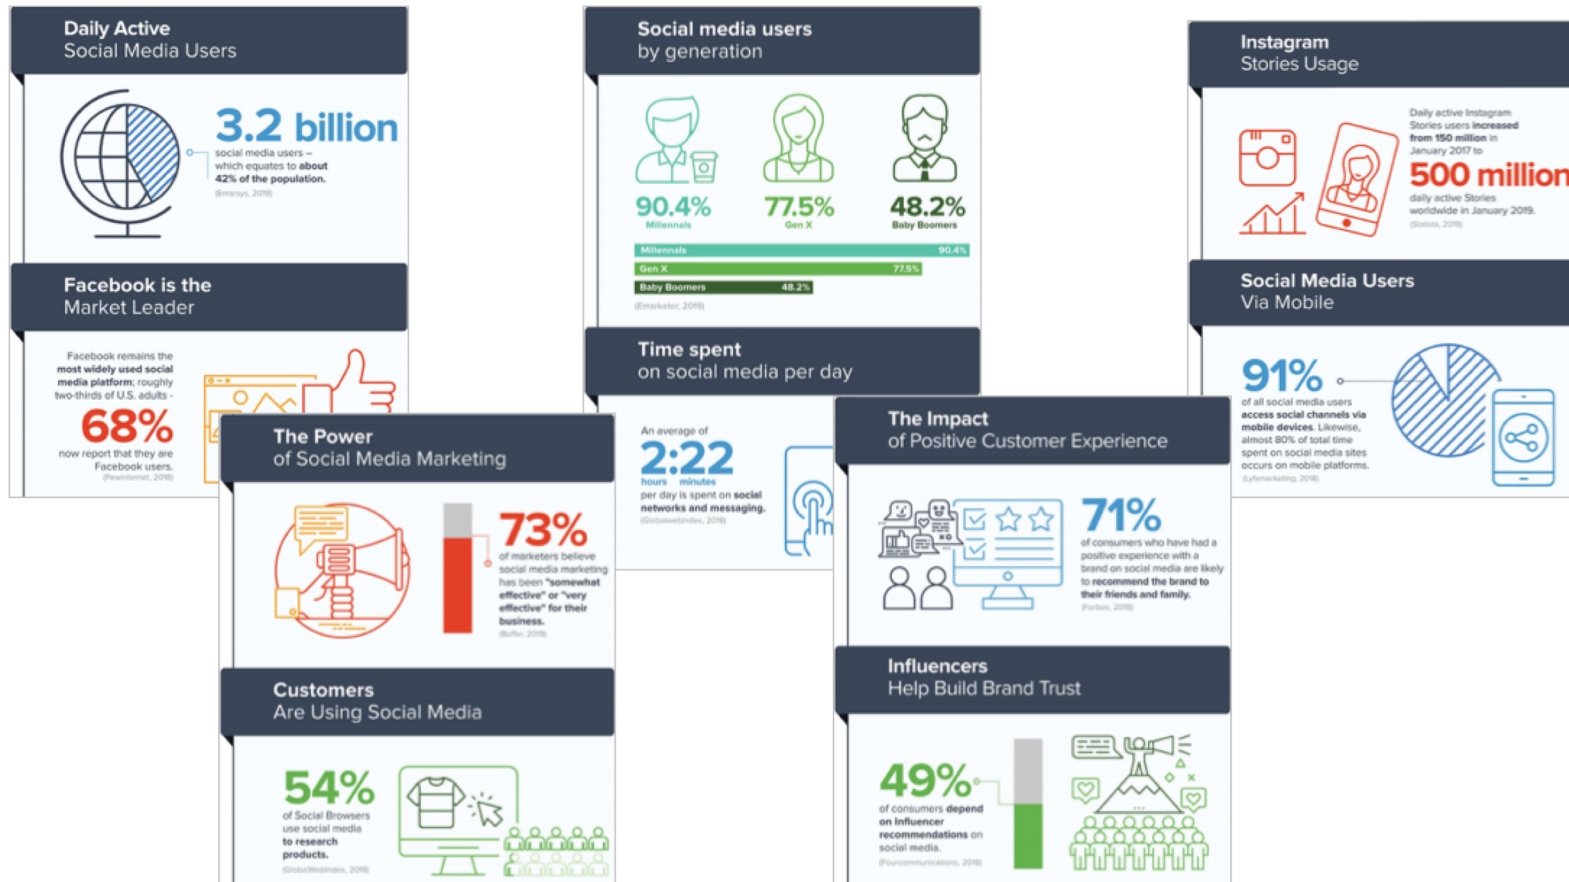 Daily Active
Social Media Users
3.2 billion
social media users –
which equates to about
42% of the population.
(Emarsys, 2019)
Facebook is the
Market Leader
Facebook remains the
most widely used social
media platform; roughly
two-thirds of U.S. adults -
68%
now report that they are
Facebook users.
(Pewinternet, 2018)
The Power
of Social Media Marketing
73%
of marketers believe
social media marketing
has been "somewhat
effective" or "very
effective" for their
business.
(Buffer, 2019)
Customers
Are Using Social Media
54%
of Social Browsers
use social media
to research
products.
(GlobalWebIndex, 2018)
Social media users
by generation
90.4%
Millennials
77.5%
Gen X
48.2%
Baby Boomers
Millennals 90.4%
Gen X 77.5%
Baby Boomers 48.2%
(Emarketer, 2019)
Time spent
on social media per day
An average of
2:22
hours minutes
per day is spent on social
networks and messaging.
(Globalwebindex, 2018)
The Impact
of Positive Customer Experience
71%
of consumers who have had a
positive experience with a
brand on social media are likely
to recommend the brand to
their friends and family.
(Forbes, 2018)
Influencers
Help Build Brand Trust
49%
of consumers depend
on Influencer
recommendations on
social media.
(Fourcommunications, 2018)
Instagram
Stories Usage
Daily active Instagram
Stories users increased
from 150 million in
January 2017 to
500 million
daily active Stories
worldwide in January 2019.
(Statista, 2019)
Social Media Users
Via Mobile
91%
of all social media users
access social channels via
mobile devices. Likewise,
almost 80% of total time
spent on social media sites
occurs on mobile platforms.
(Lyfemarketing, 2018)